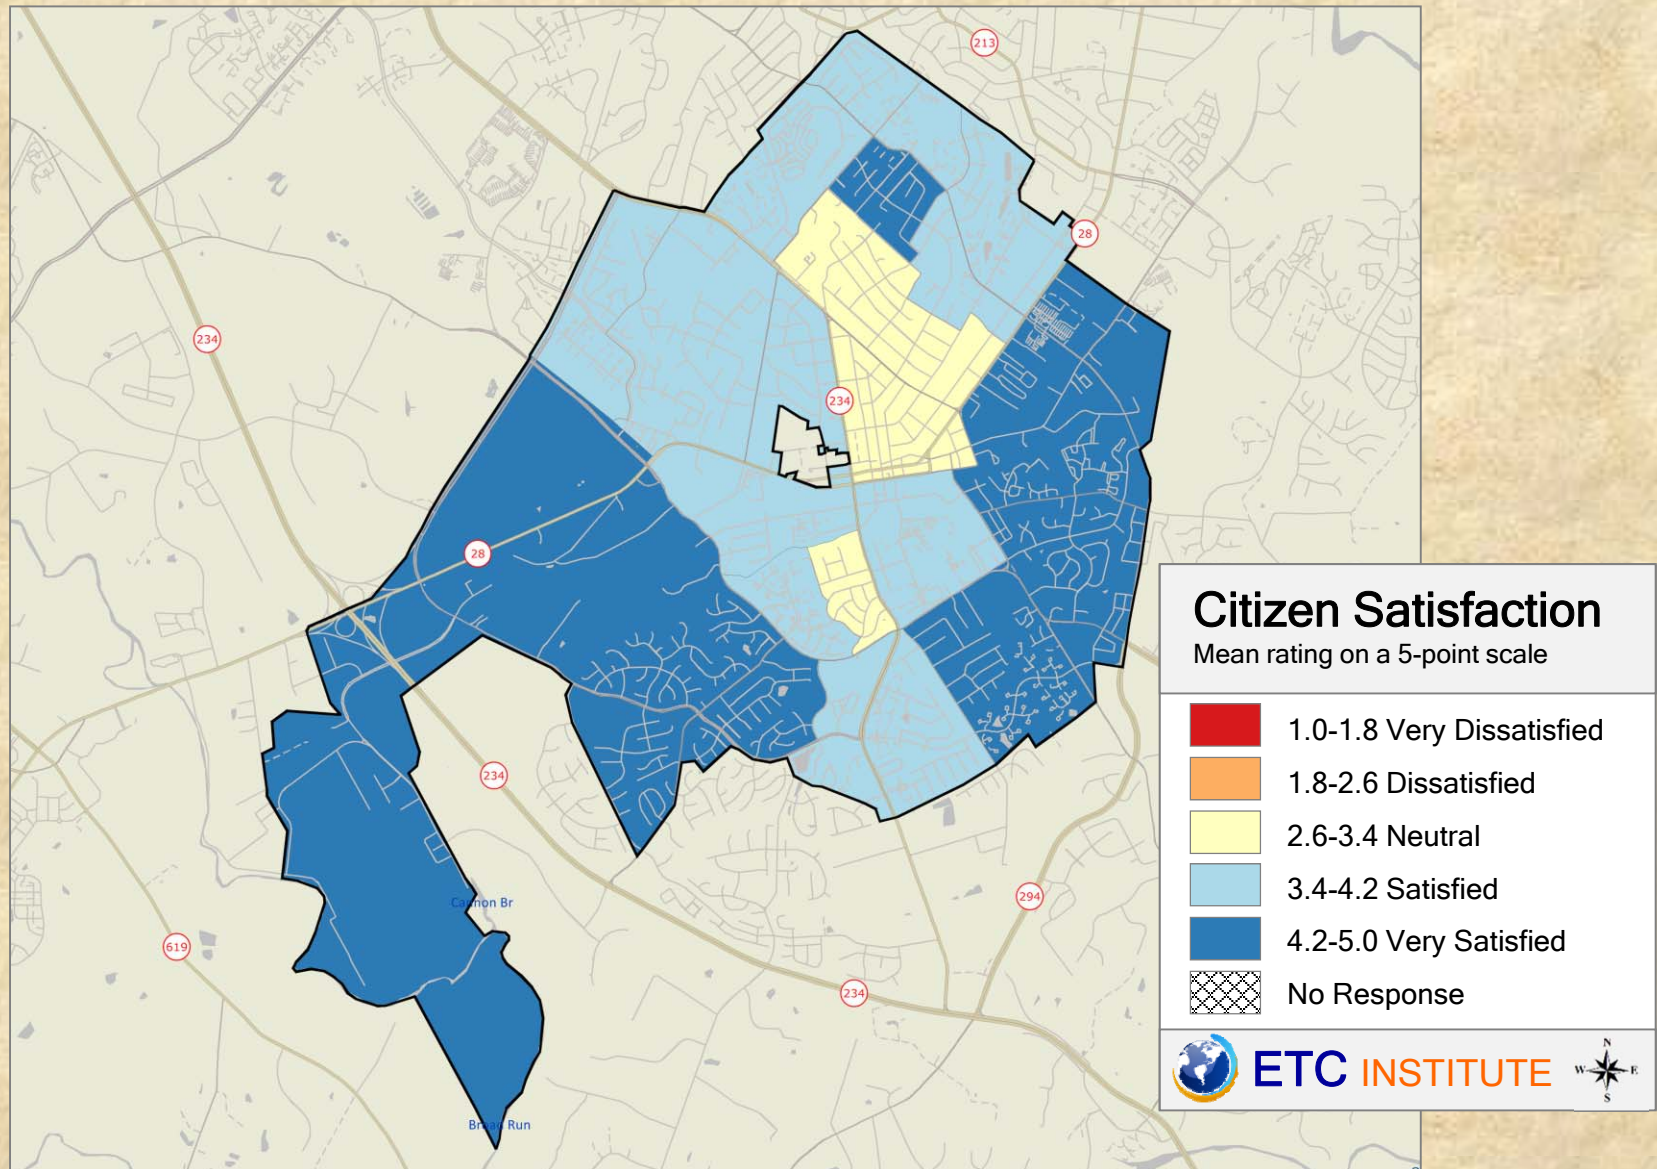 213
28
234
234
28
234
Cannon Br
294
619
234
Broad Run
Citizen Satisfaction
Mean rating on a 5-point scale
1.0-1.8 Very Dissatisfied
1.8-2.6 Dissatisfied
2.6-3.4 Neutral
3.4-4.2 Satisfied
4.2-5.0 Very Satisfied
No Response
ETC INSTITUTE
N
W E
S